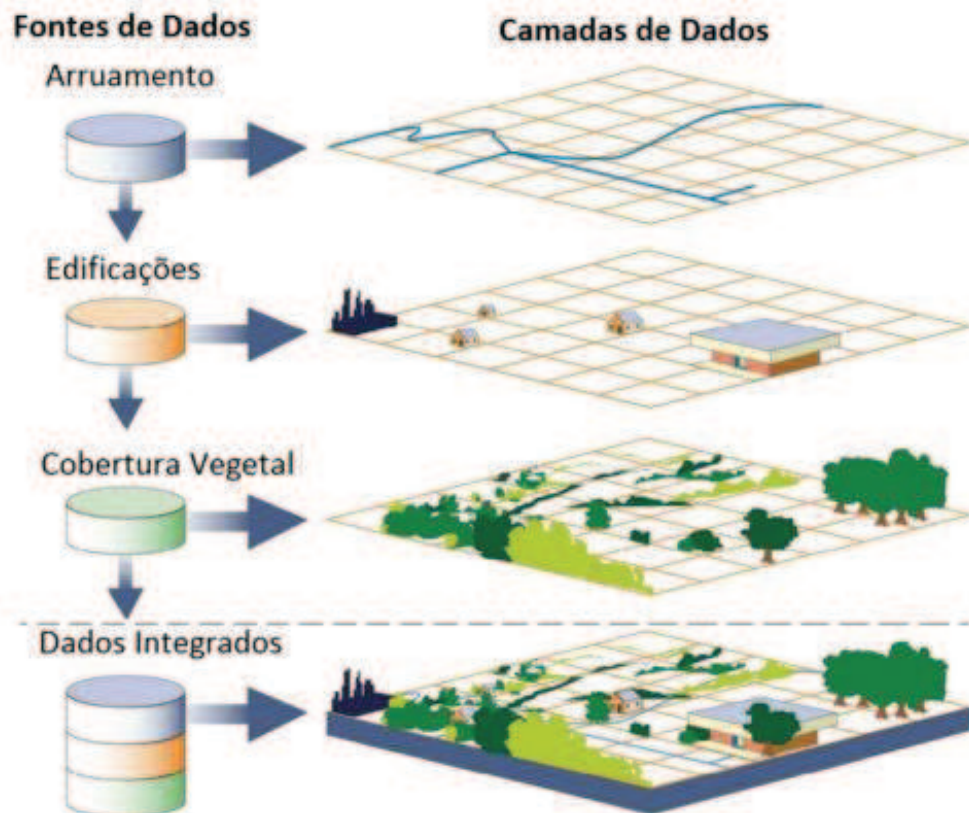 Fontes de Dados
Camadas de Dados
Arruamento
Edificações
Cobertura Vegetal
Dados Integrados